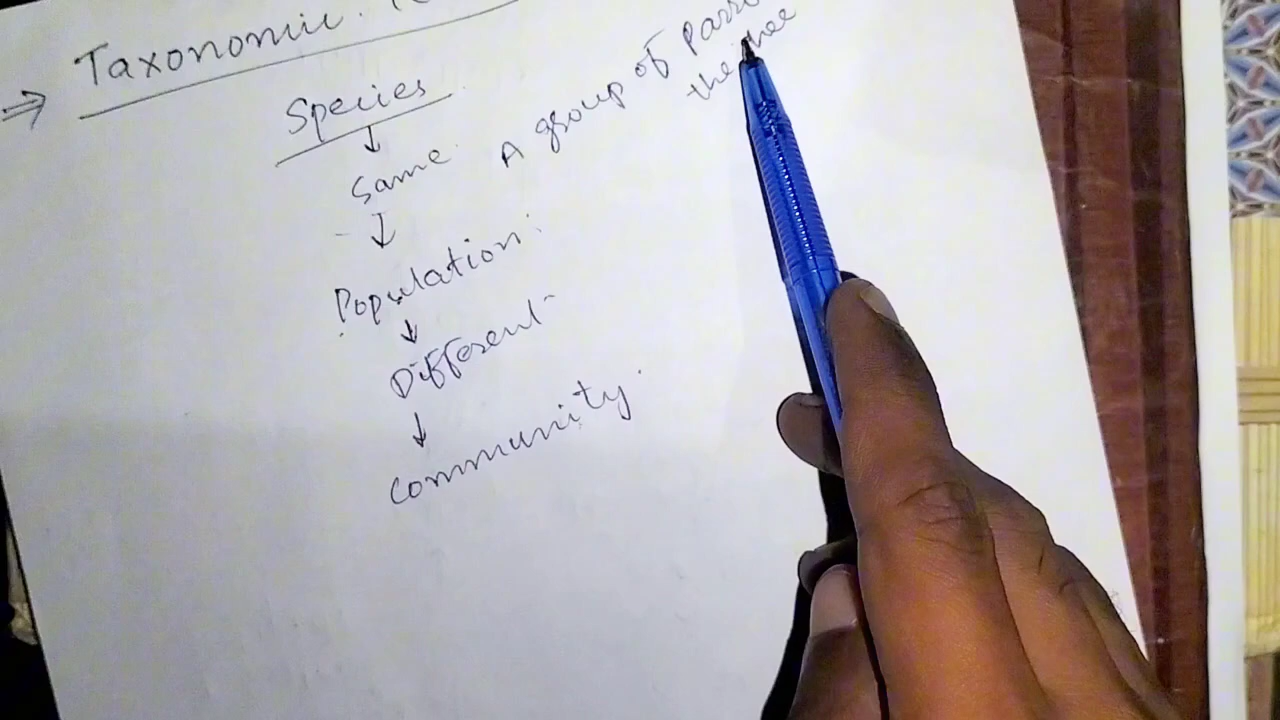 Taxonomic.
⇒
Species
↓
Same. A group of
the
↓
Population.
↓
Different
↓
Community.